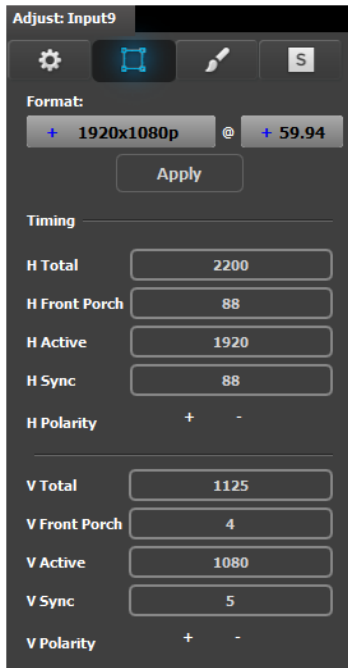 Adjust: Input9
S
Format:
+ 1920x1080p @ + 59.94
Apply
Timing
H Total 2200
H Front Porch 88
H Active 1920
H Sync 88
H Polarity + -
V Total 1125
V Front Porch 4
V Active 1080
V Sync 5
V Polarity + -